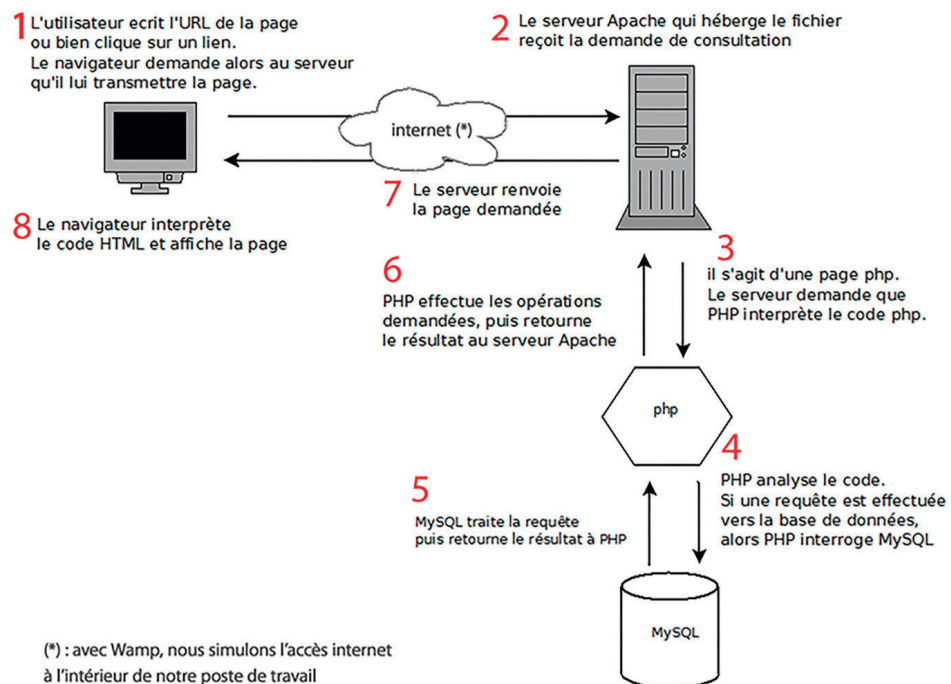 1
L'utilisateur ecrit l'URL de la page
ou bien clique sur un lien.
Le navigateur demande alors au serveur
qu'il lui transmettre la page.
2
Le serveur Apache qui héberge le fichier
reçoit la demande de consultation
internet (*)
7
Le serveur renvoie
la page demandée
8
Le navigateur interprète
le code HTML et affiche la page
3
il s'agit d'une page php.
Le serveur demande que
PHP interprète le code php.
6
PHP effectue les opérations
demandées, puis retourne
le résultat au serveur Apache
php
4
PHP analyse le code.
Si une requête est effectuée
vers la base de données,
alors PHP interroge MySQL
5
MySQL traite la requête
puis retourne le résultat à PHP
MySQL
(*) : avec Wamp, nous simulons l'accès internet
à l'intérieur de notre poste de travail